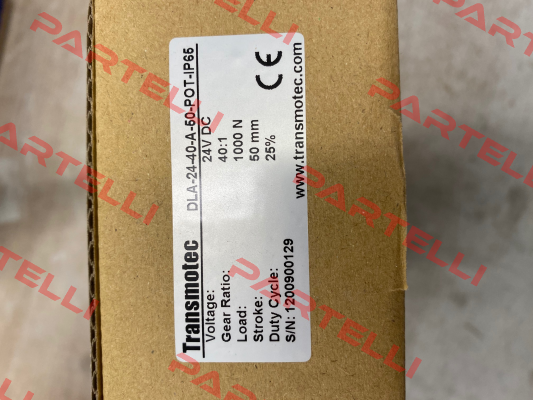 Transmotec
DLA-24-40-A-50-POT-IP65
Voltage: 24V DC
Gear Ratio: 40:1
Load: 1000 N
Stroke: 50 mm
Duty Cycle: 25%
S/N: 1200900129
CE
www.transmotec.com
PARTELLI
PARTELLI
PARTELLI
PARTELLI
PARTELLI
PARTELLI